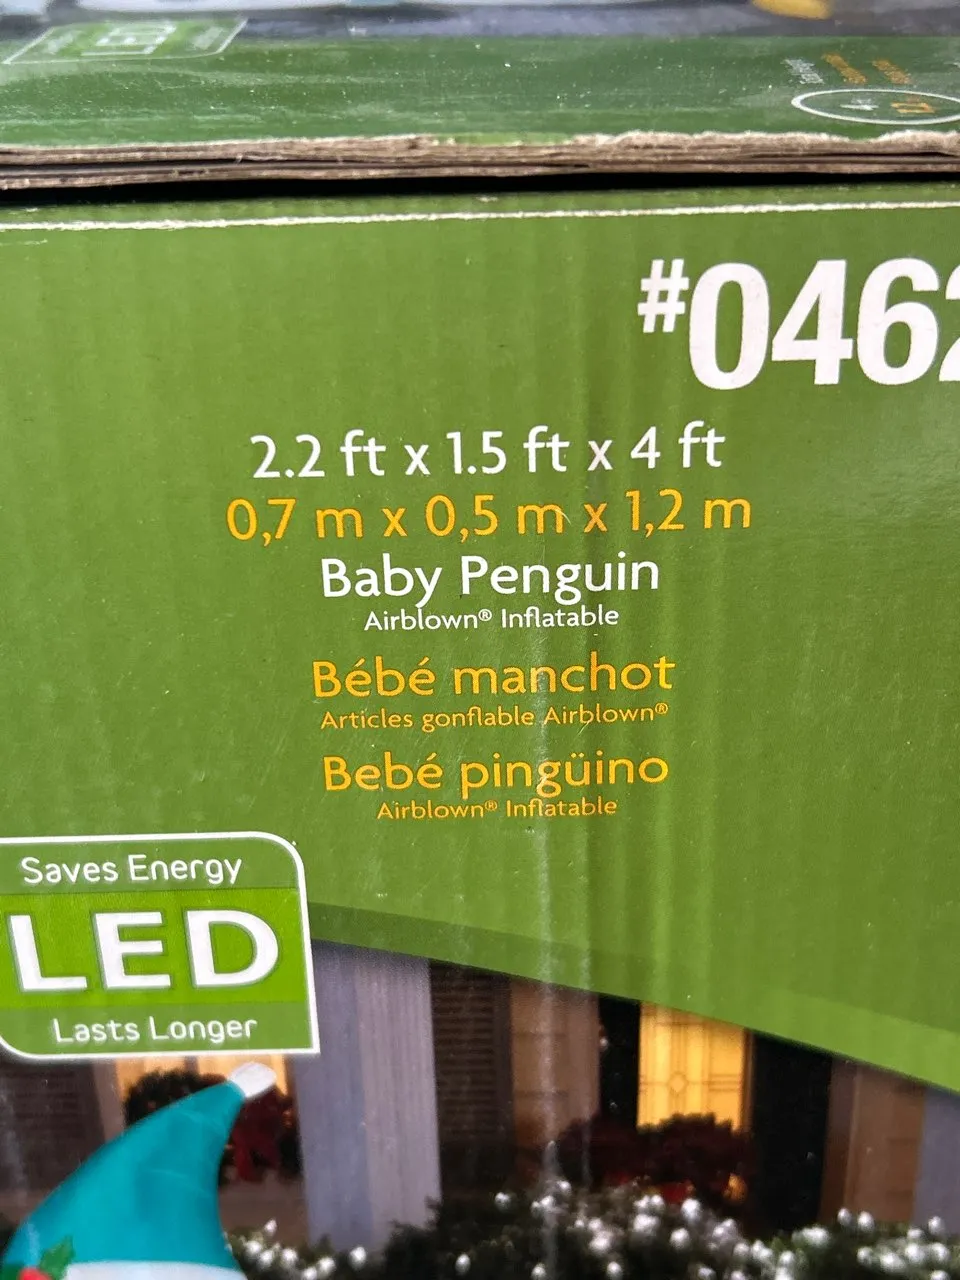 LED
#0462
2.2 ft x 1.5 ft x 4 ft
0,7 m x 0,5 m x 1,2 m
Baby Penguin
Airblown® Inflatable
Bébé manchot
Articles gonflable Airblown®
Bebé pingüino
Airblown® Inflatable
Saves Energy
LED
Lasts Longer